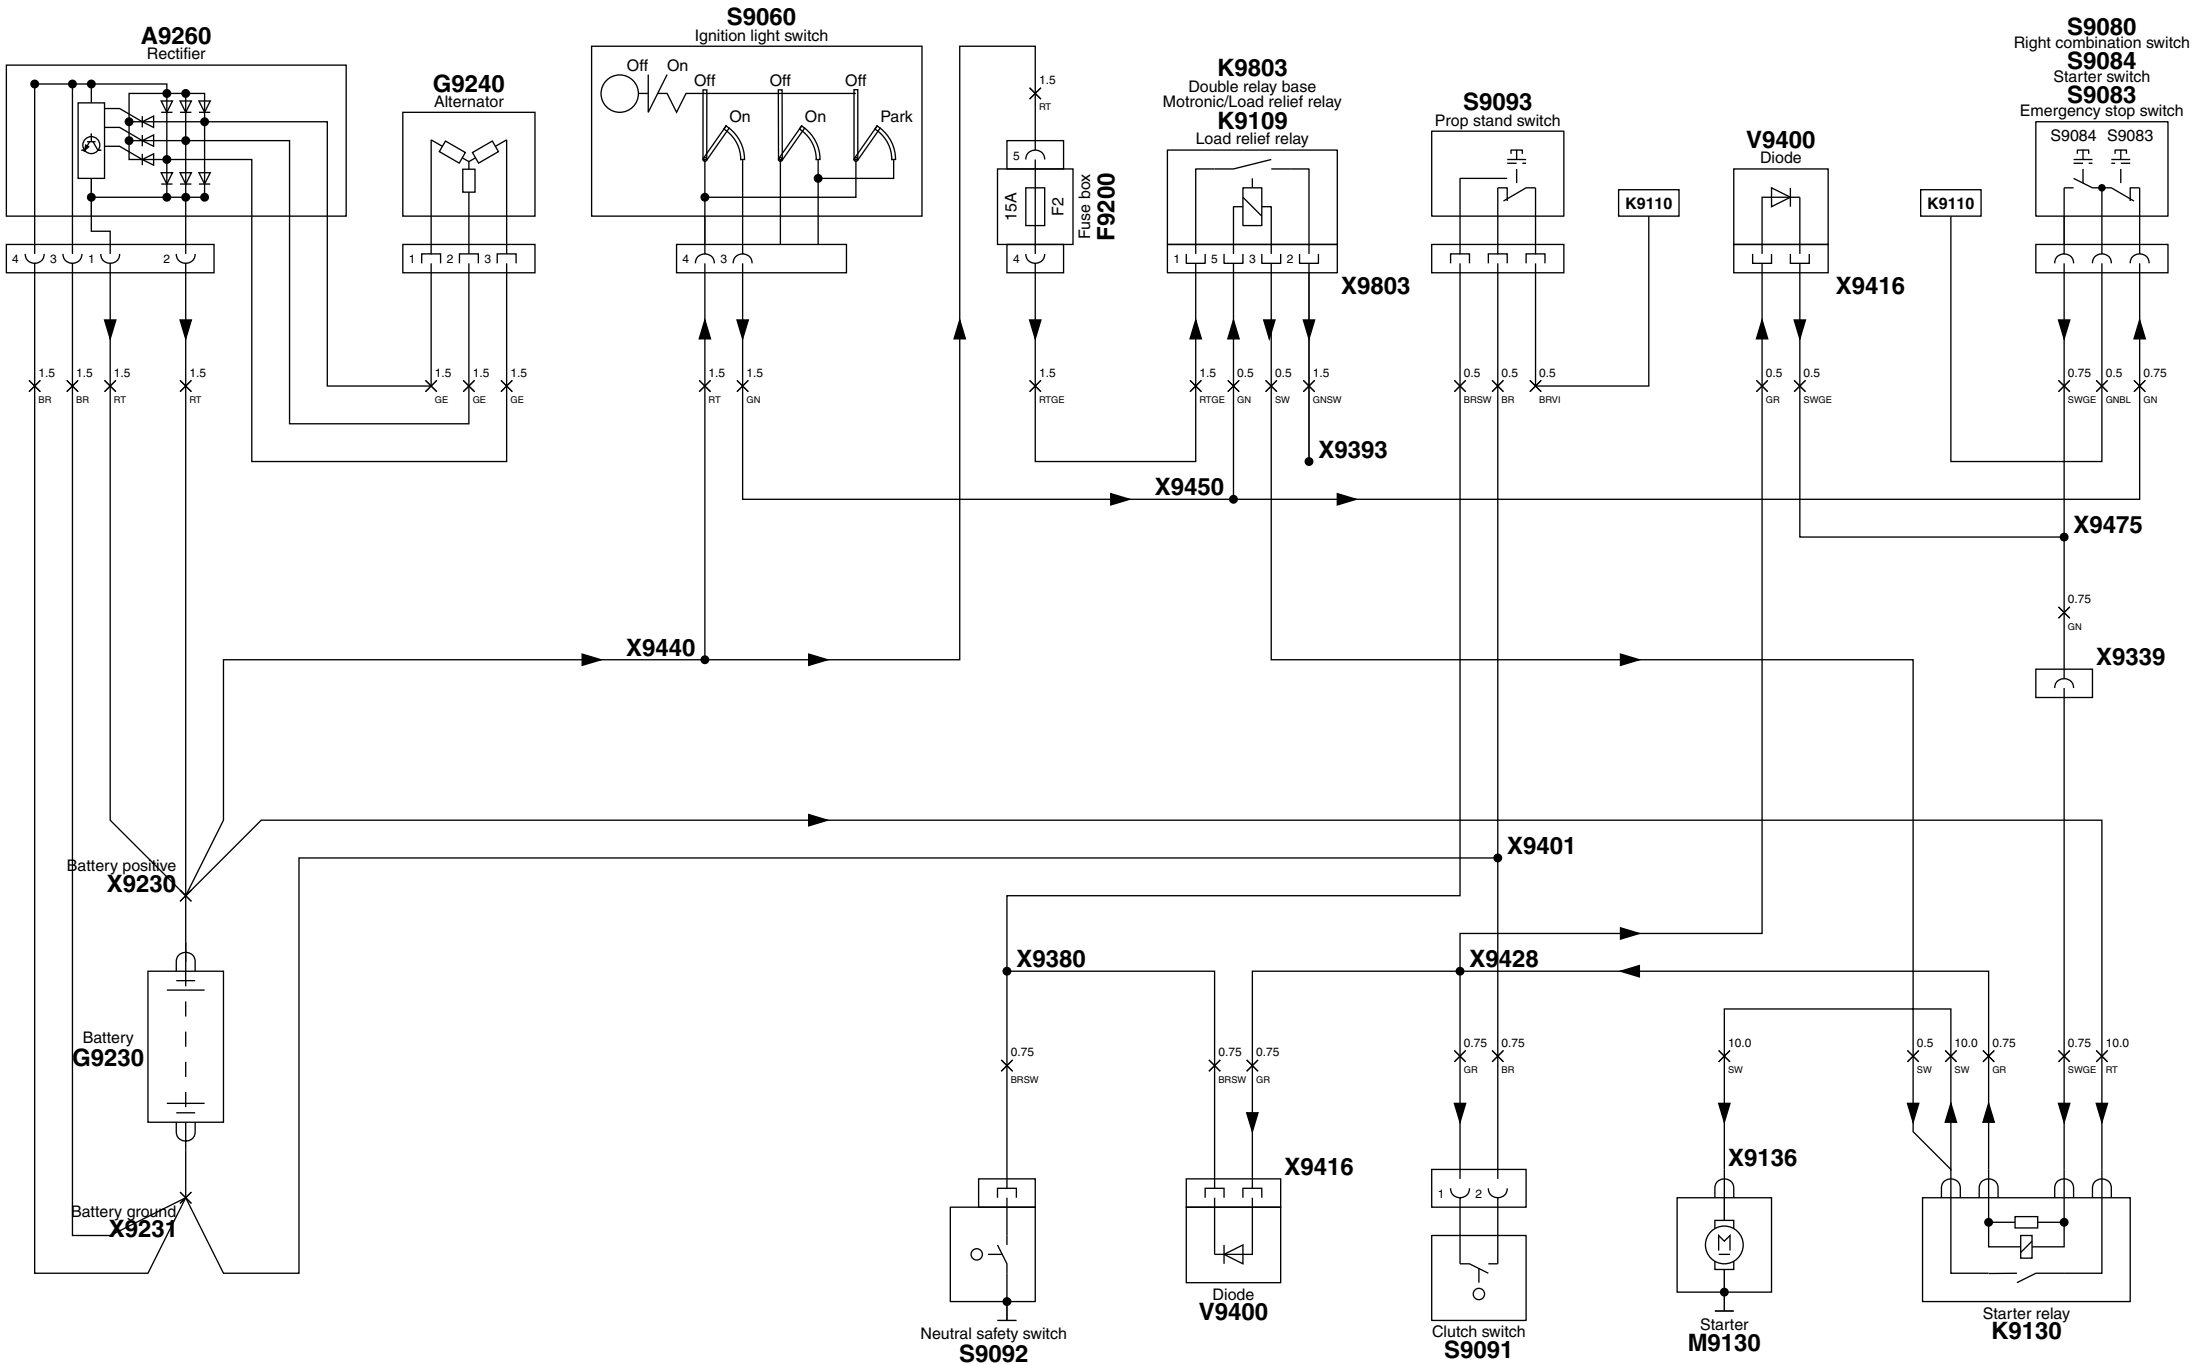 A9260
Rectifier
4
3
1
2
1.5
BR
1.5
BR
1.5
RT
1.5
RT
G9240
Alternator
1
2
3
1.5
GE
1.5
GE
1.5
GE
S9060
Ignition light switch
Off
On
Off
Off
Off
On
On
Park
4
3
1.5
RT
1.5
GN
1.5
RT
5
15A
F2
Fuse box
F9200
4
1.5
RTGE
K9803
Double relay base
Motronic/Load relief relay
K9109
Load relief relay
1
5
3
2
X9803
1.5
RTGE
0.5
GN
0.5
SW
1.5
GNSW
X9393
S9093
Prop stand switch
0.5
BRSW
0.5
BR
0.5
BRVI
K9110
V9400
Diode
X9416
0.5
GR
0.5
SWGE
K9110
S9080
Right combination switch
S9084
Starter switch
S9083
Emergency stop switch
S9084
S9083
0.75
SWGE
0.5
GNBL
0.75
GN
X9450
X9475
0.75
GN
X9339
X9440
Battery positive
X9230
X9401
X9380
X9428
Battery
G9230
Battery ground
X9231
0.75
BRSW
0.75
BRSW
0.75
GR
0.75
GR
0.75
BR
10.0
SW
0.5
SW
10.0
SW
0.75
GR
0.75
SWGE
10.0
RT
X9416
X9136
1
2
M
Neutral safety switch
S9092
Diode
V9400
Clutch switch
S9091
Starter
M9130
Starter relay
K9130